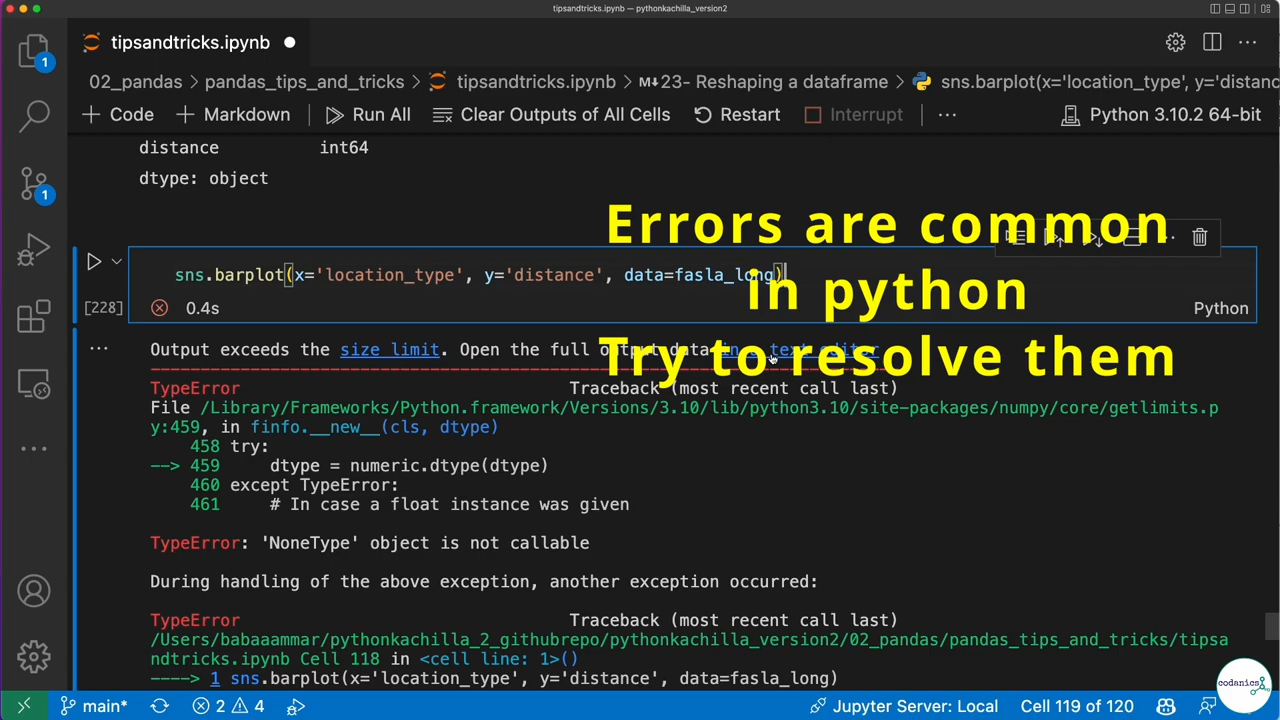 tipsandtricks.ipynb — pythonkachilla_version2
tipsandtricks.ipynb
02_pandas > pandas_tips_and_tricks > tipsandtricks.ipynb > M↓23- Reshaping a dataframe > sns.barplot(x='location_type', y='distanc
+ Code + Markdown Run All Clear Outputs of All Cells Restart Interrupt ··· Python 3.10.2 64-bit
distance int64
dtype: object
Errors are common
in python
Try to resolve them
sns.barplot(x='location_type', y='distance', data=fasla_long)
[228] 0.4s Python
Output exceeds the size limit. Open the full output data in a text editor
TypeError Traceback (most recent call last)
File /Library/Frameworks/Python.framework/Versions/3.10/lib/python3.10/site-packages/numpy/core/getlimits.p
y:459, in finfo.__new__(cls, dtype)
458 try:
--> 459 dtype = numeric.dtype(dtype)
460 except TypeError:
461 # In case a float instance was given
TypeError: 'NoneType' object is not callable
During handling of the above exception, another exception occurred:
TypeError Traceback (most recent call last)
/Users/babaaammar/pythonkachilla_2_githubrepo/pythonkachilla_version2/02_pandas/pandas_tips_and_tricks/tipsa
ndtricks.ipynb Cell 118 in <cell line: 1>()
----> 1 sns.barplot(x='location_type', y='distance', data=fasla_long)
1
1
codanics
main* 2 4 Jupyter Server: Local Cell 119 of 120